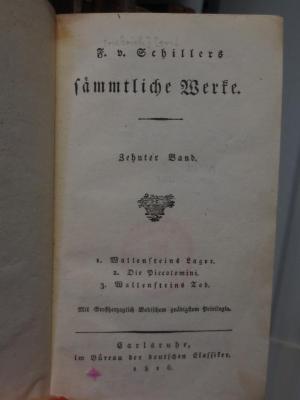 F. v. Schillers
sämmtliche Werke.
Zehnter Band.
1. Wallensteins Lager.
2. Die Piccolomini.
3. Wallensteins Tod.
Mit Großherzoglich Badischem gnädigstem Privilegio.
Carlsruhe,
im Büreau der deutschen Classiker.
1816.